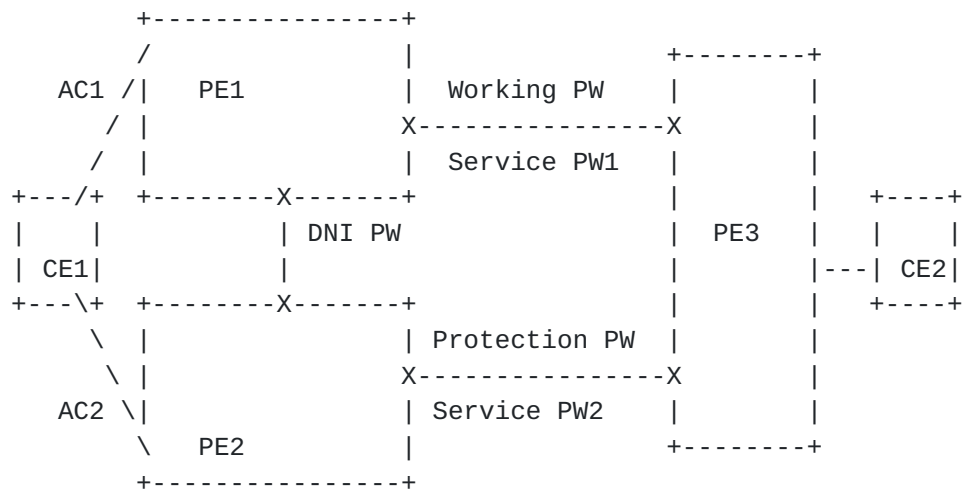 AC1 PE1 Working PW
Service PW1
DNI PW PE3
CE1 CE2
Protection PW
AC2 Service PW2
PE2